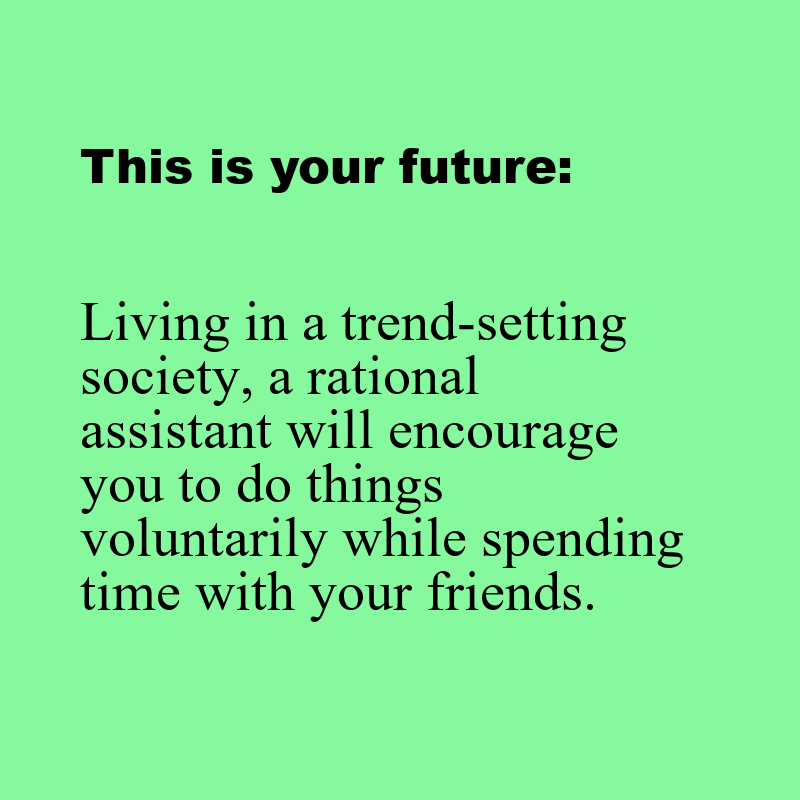 This is your future:
Living in a trend-setting
society, a rational
assistant will encourage
you to do things
voluntarily while spending
time with your friends.